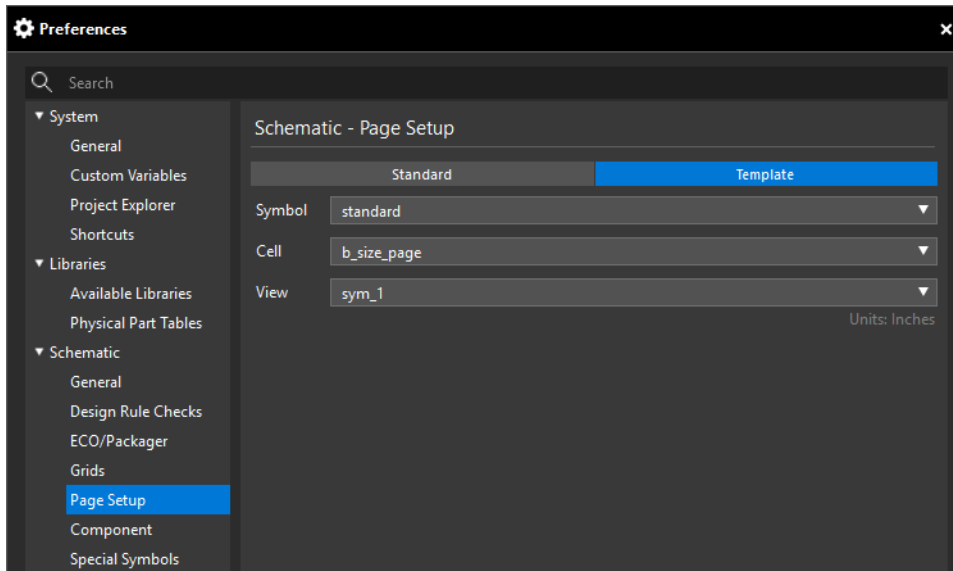 Preferences
Search
System
General
Custom Variables
Project Explorer
Shortcuts
Libraries
Available Libraries
Physical Part Tables
Schematic
General
Design Rule Checks
ECO/Packager
Grids
Page Setup
Component
Special Symbols
Schematic - Page Setup
Standard Template
Symbol standard
Cell b_size_page
View sym_1
Units: Inches